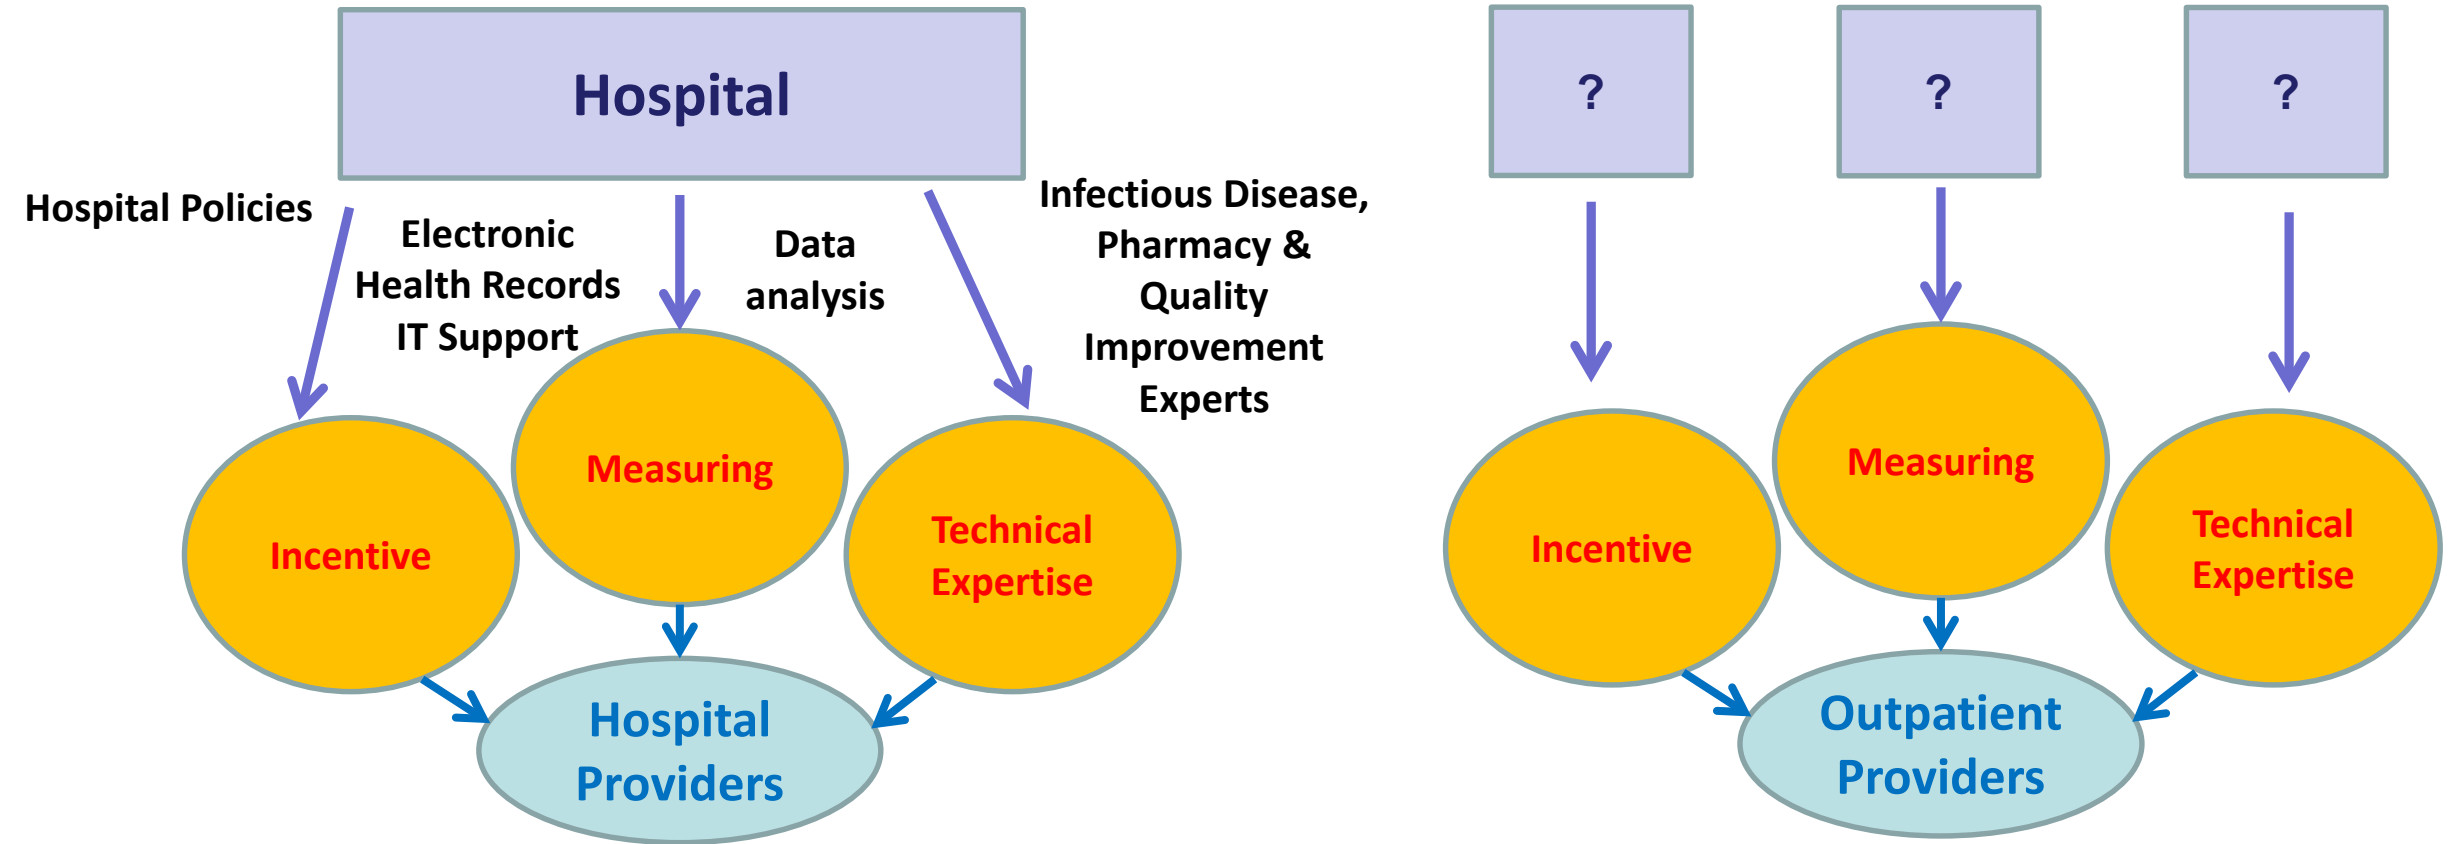 Hospital
Hospital Policies
Electronic
Health Records
IT Support
Data
analysis
Infectious Disease,
Pharmacy &
Quality
Improvement
Experts
Incentive
Measuring
Technical
Expertise
Hospital
Providers
?
?
?
Incentive
Measuring
Technical
Expertise
Outpatient
Providers